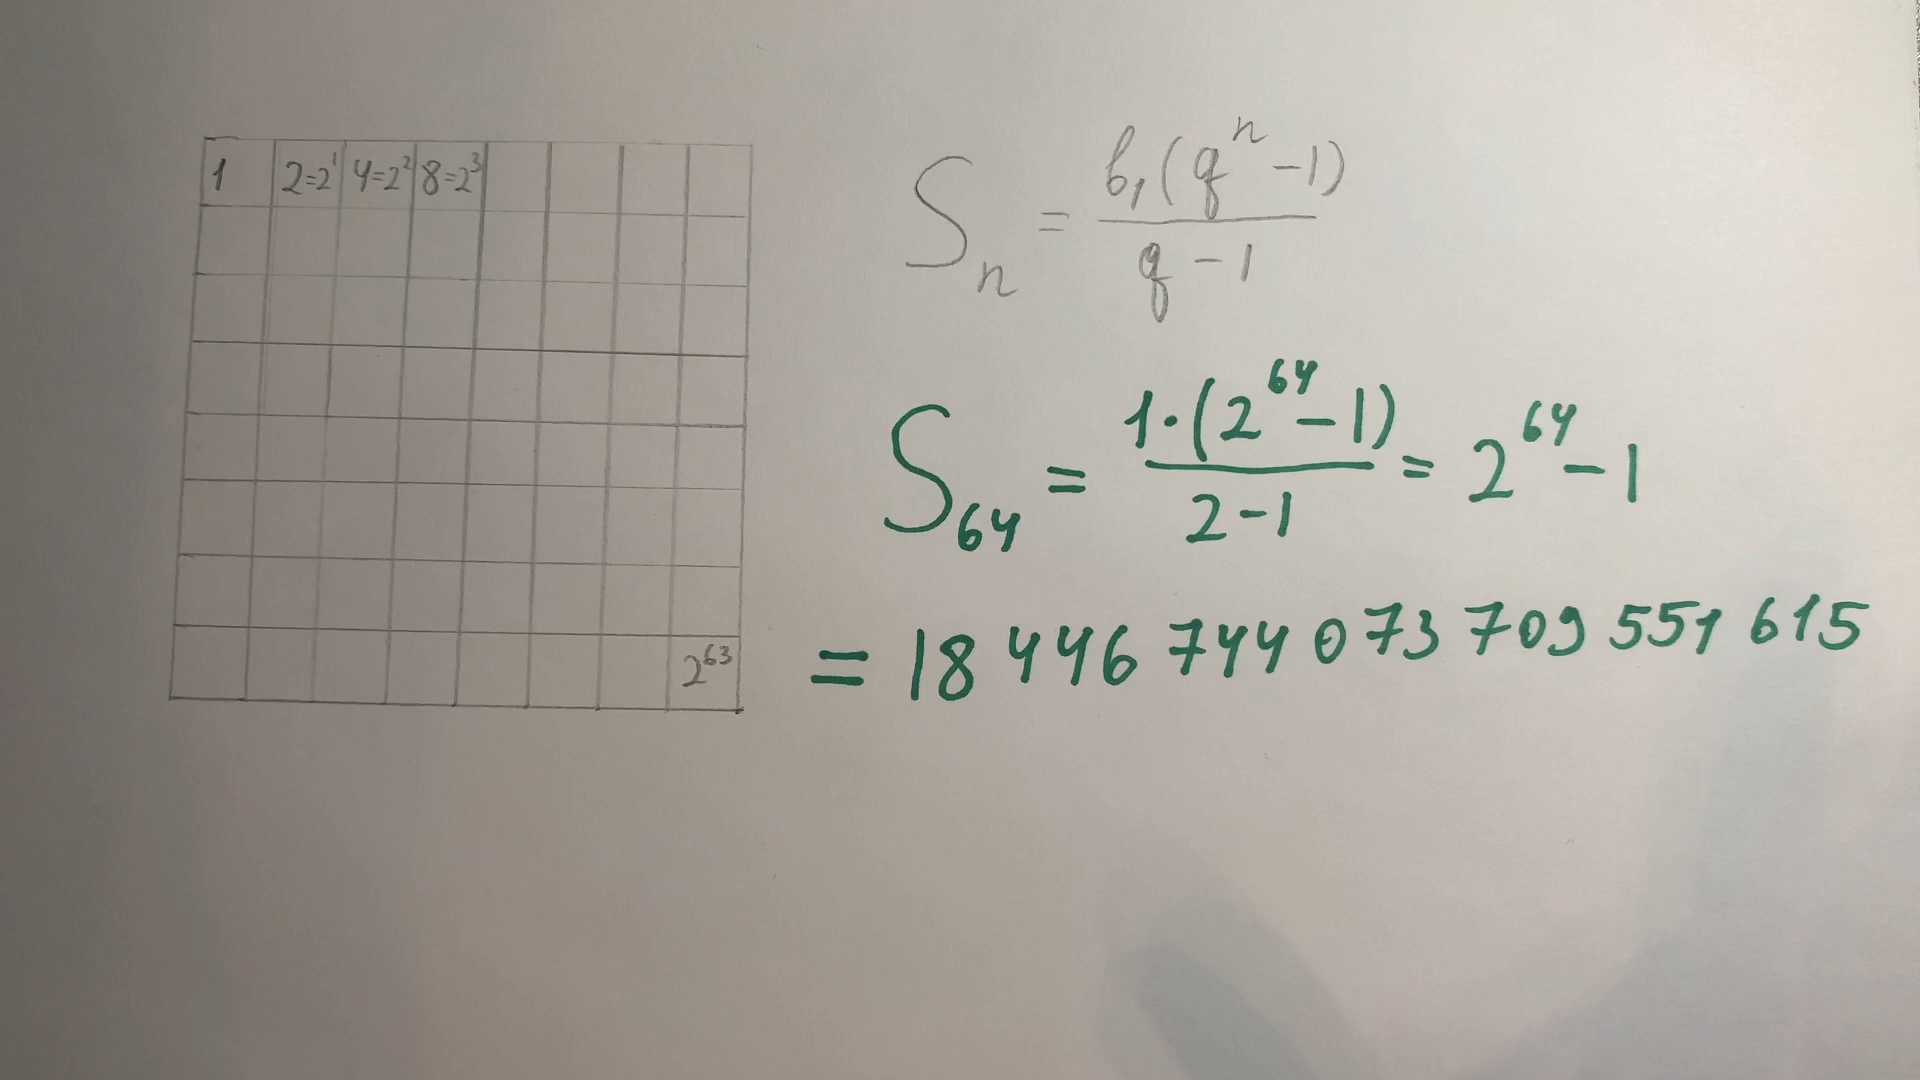 1 2=2¹ 4=2² 8=2³
2⁶³
Sₙ = b₁(qⁿ-1) / q-1
S₆₄ = 1·(2⁶⁴-1) / 2-1 = 2⁶⁴-1
= 18 446 744 073 709 551 615